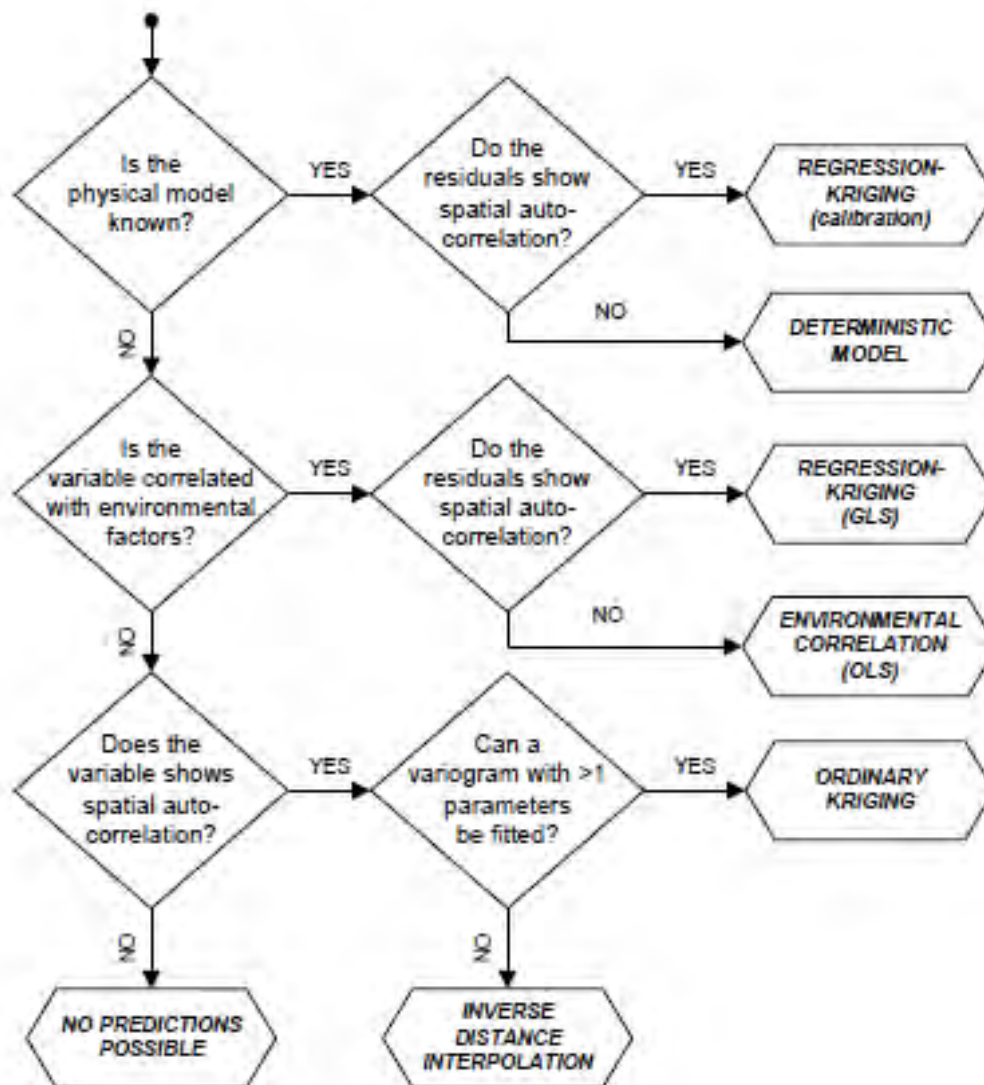 Is the
physical model
known?
YES
Do the
residuals show
spatial auto-
correlation?
YES
REGRESSION-
KRIGING
(calibration)
NO
DETERMINISTIC
MODEL
NO
Is the
variable correlated
with environmental
factors?
YES
Do the
residuals show
spatial auto-
correlation?
YES
REGRESSION-
KRIGING
(GLS)
NO
ENVIRONMENTAL
CORRELATION
(OLS)
NO
Does the
variable shows
spatial auto-
correlation?
YES
Can a
variogram with >1
parameters
be fitted?
YES
ORDINARY
KRIGING
NO
NO
NO PREDICTIONS
POSSIBLE
INVERSE
DISTANCE
INTERPOLATION